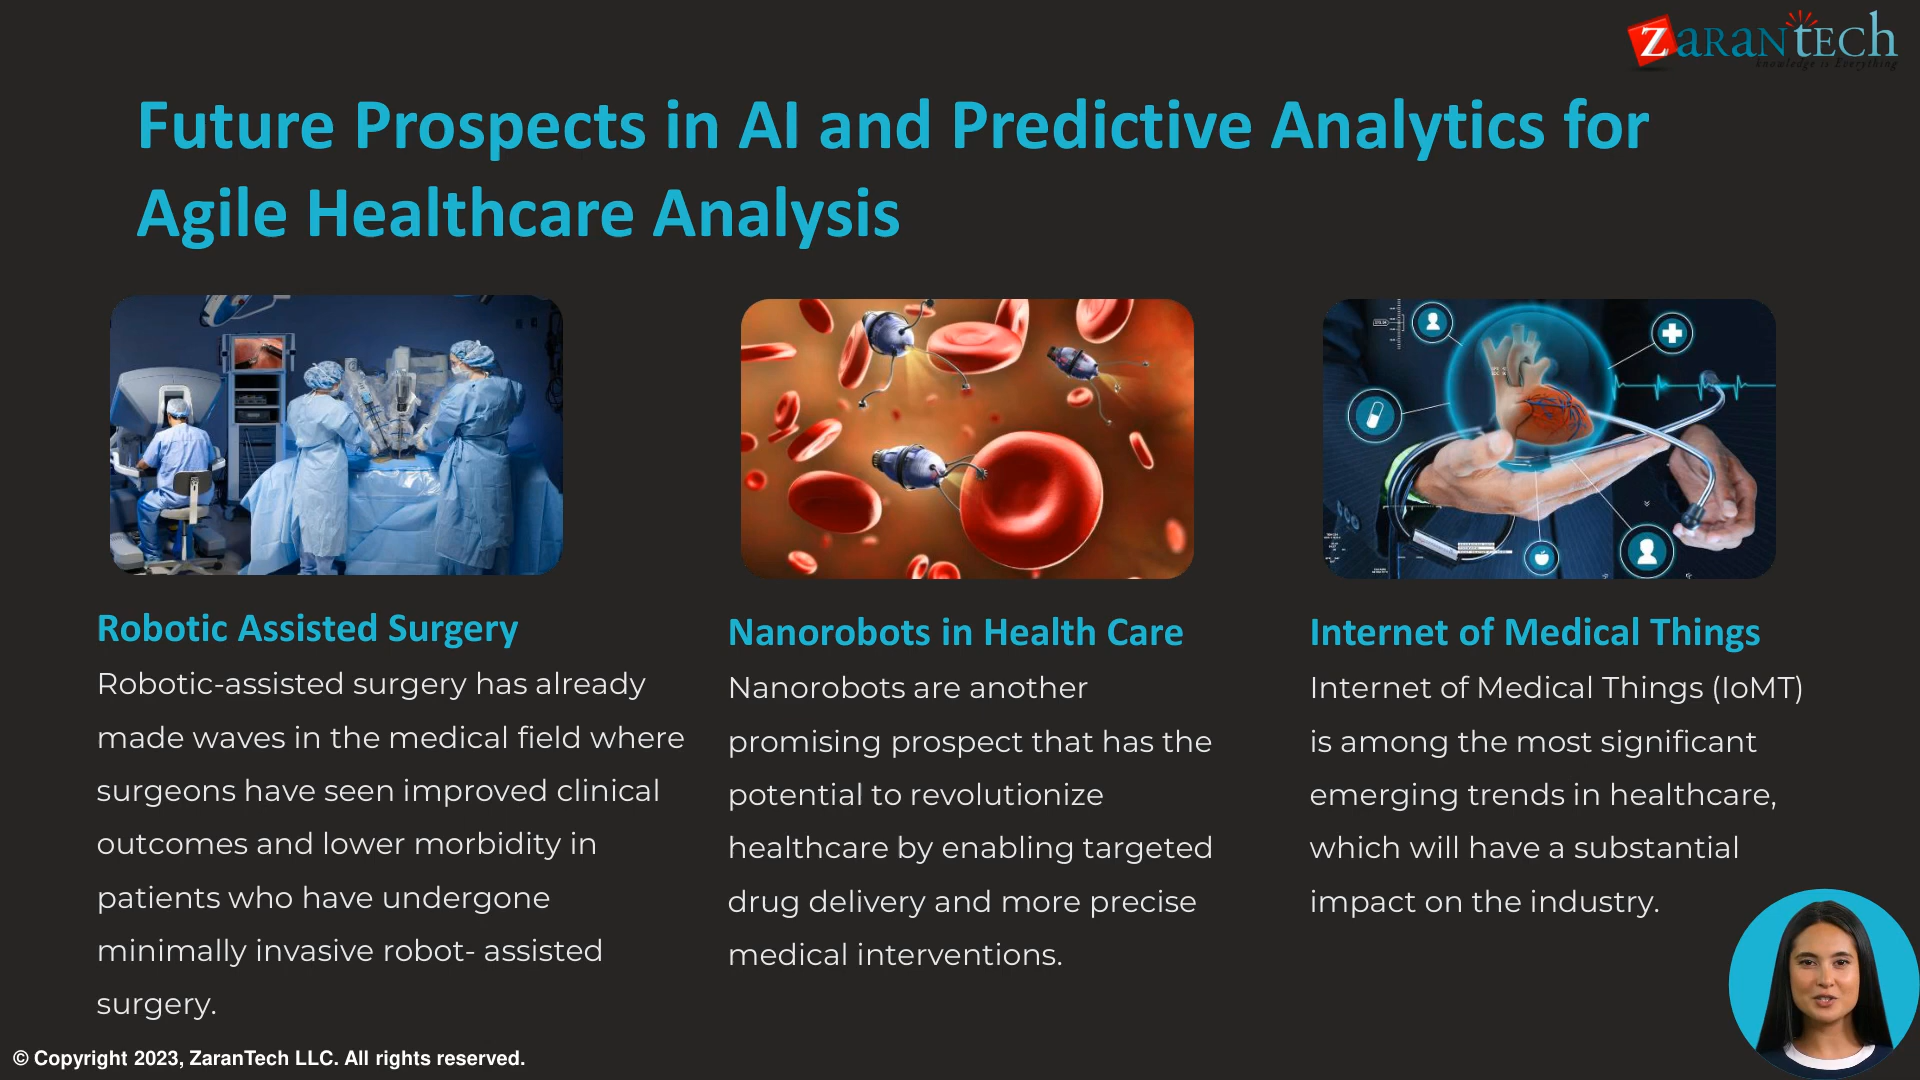 ZaranTech
knowledge is Everything
Future Prospects in AI and Predictive Analytics for
Agile Healthcare Analysis
Robotic Assisted Surgery
Robotic-assisted surgery has already
made waves in the medical field where
surgeons have seen improved clinical
outcomes and lower morbidity in
patients who have undergone
minimally invasive robot- assisted
surgery.
Nanorobots in Health Care
Nanorobots are another
promising prospect that has the
potential to revolutionize
healthcare by enabling targeted
drug delivery and more precise
medical interventions.
Internet of Medical Things
Internet of Medical Things (IoMT)
is among the most significant
emerging trends in healthcare,
which will have a substantial
impact on the industry.
© Copyright 2023, ZaranTech LLC. All rights reserved.